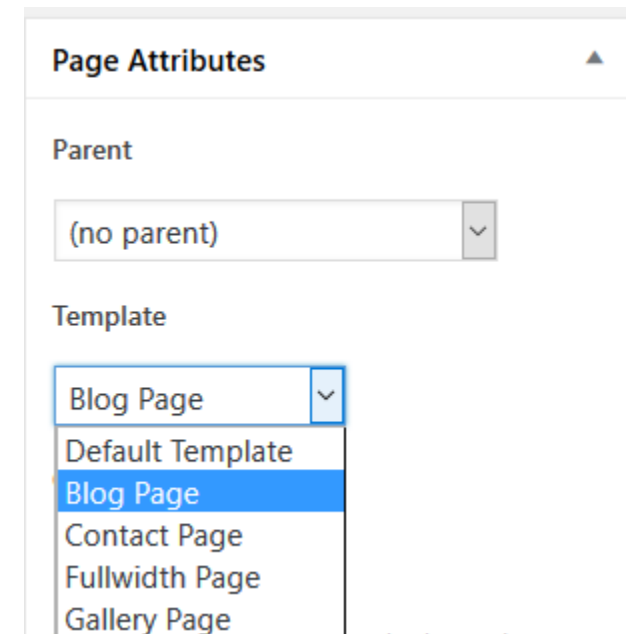 Page Attributes
Parent
(no parent)
Template
Blog Page
Default Template
Blog Page
Contact Page
Fullwidth Page
Gallery Page